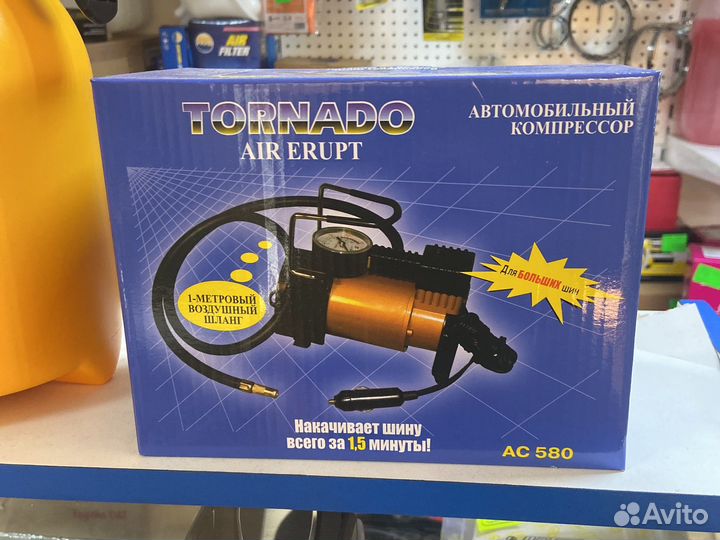 AIR
FILTER
TORNADO
AIR ERUPT
АВТОМОБИЛЬНЫЙ
КОМПРЕССОР
Для БОЛЬШИХ шин
1-МЕТРОВЫЙ
ВОЗДУШНЫЙ
ШЛАНГ
Накачивает шину
всего за 1,5 минуты!
AC 580
Avito